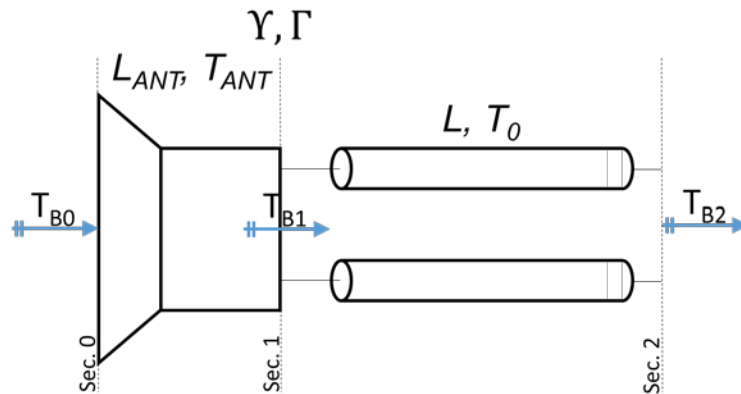 ϒ, Γ
L_ANT, T_ANT
L, T_0
T_B0
T_B1
T_B2
Sec. 0
Sec. 1
Sec. 2